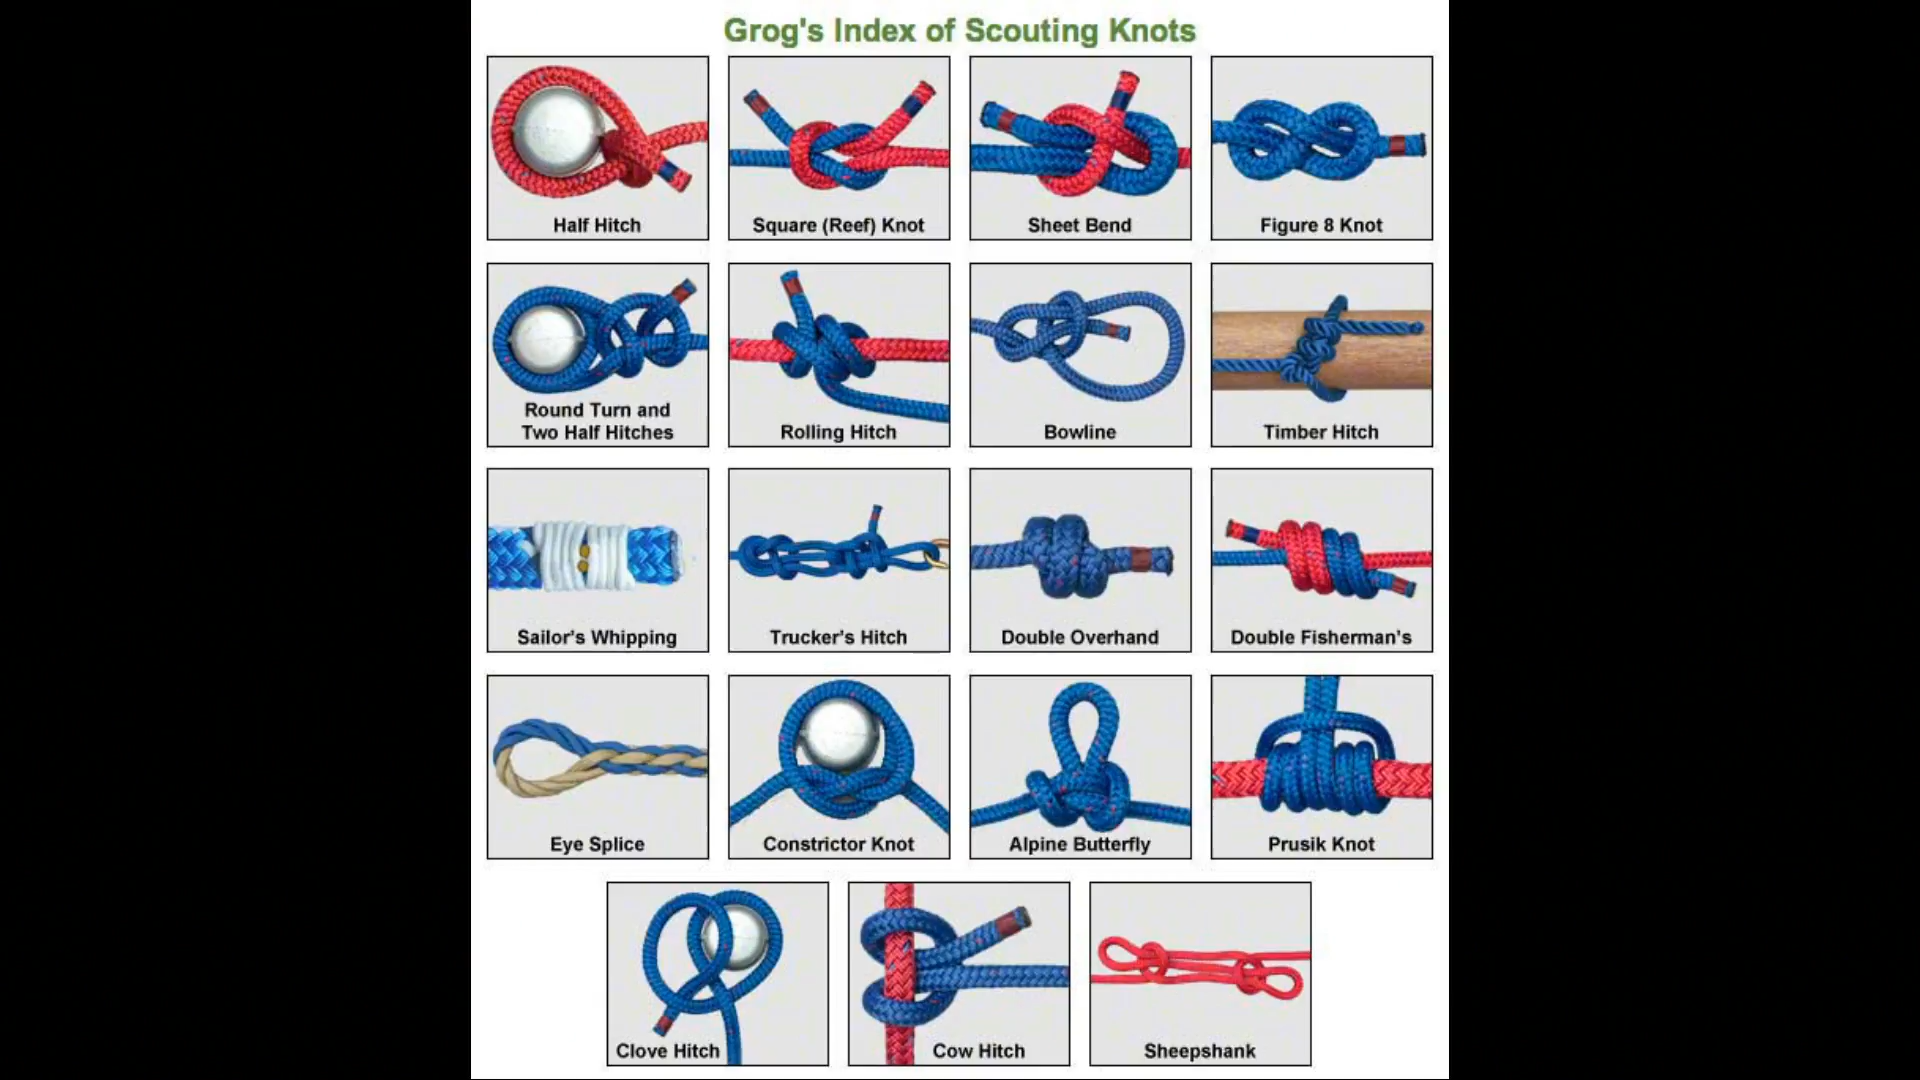 Grog's Index of Scouting Knots
Half Hitch
Square (Reef) Knot
Sheet Bend
Figure 8 Knot
Round Turn and
Two Half Hitches
Rolling Hitch
Bowline
Timber Hitch
Sailor's Whipping
Trucker's Hitch
Double Overhand
Double Fisherman's
Eye Splice
Constrictor Knot
Alpine Butterfly
Prusik Knot
Clove Hitch
Cow Hitch
Sheepshank